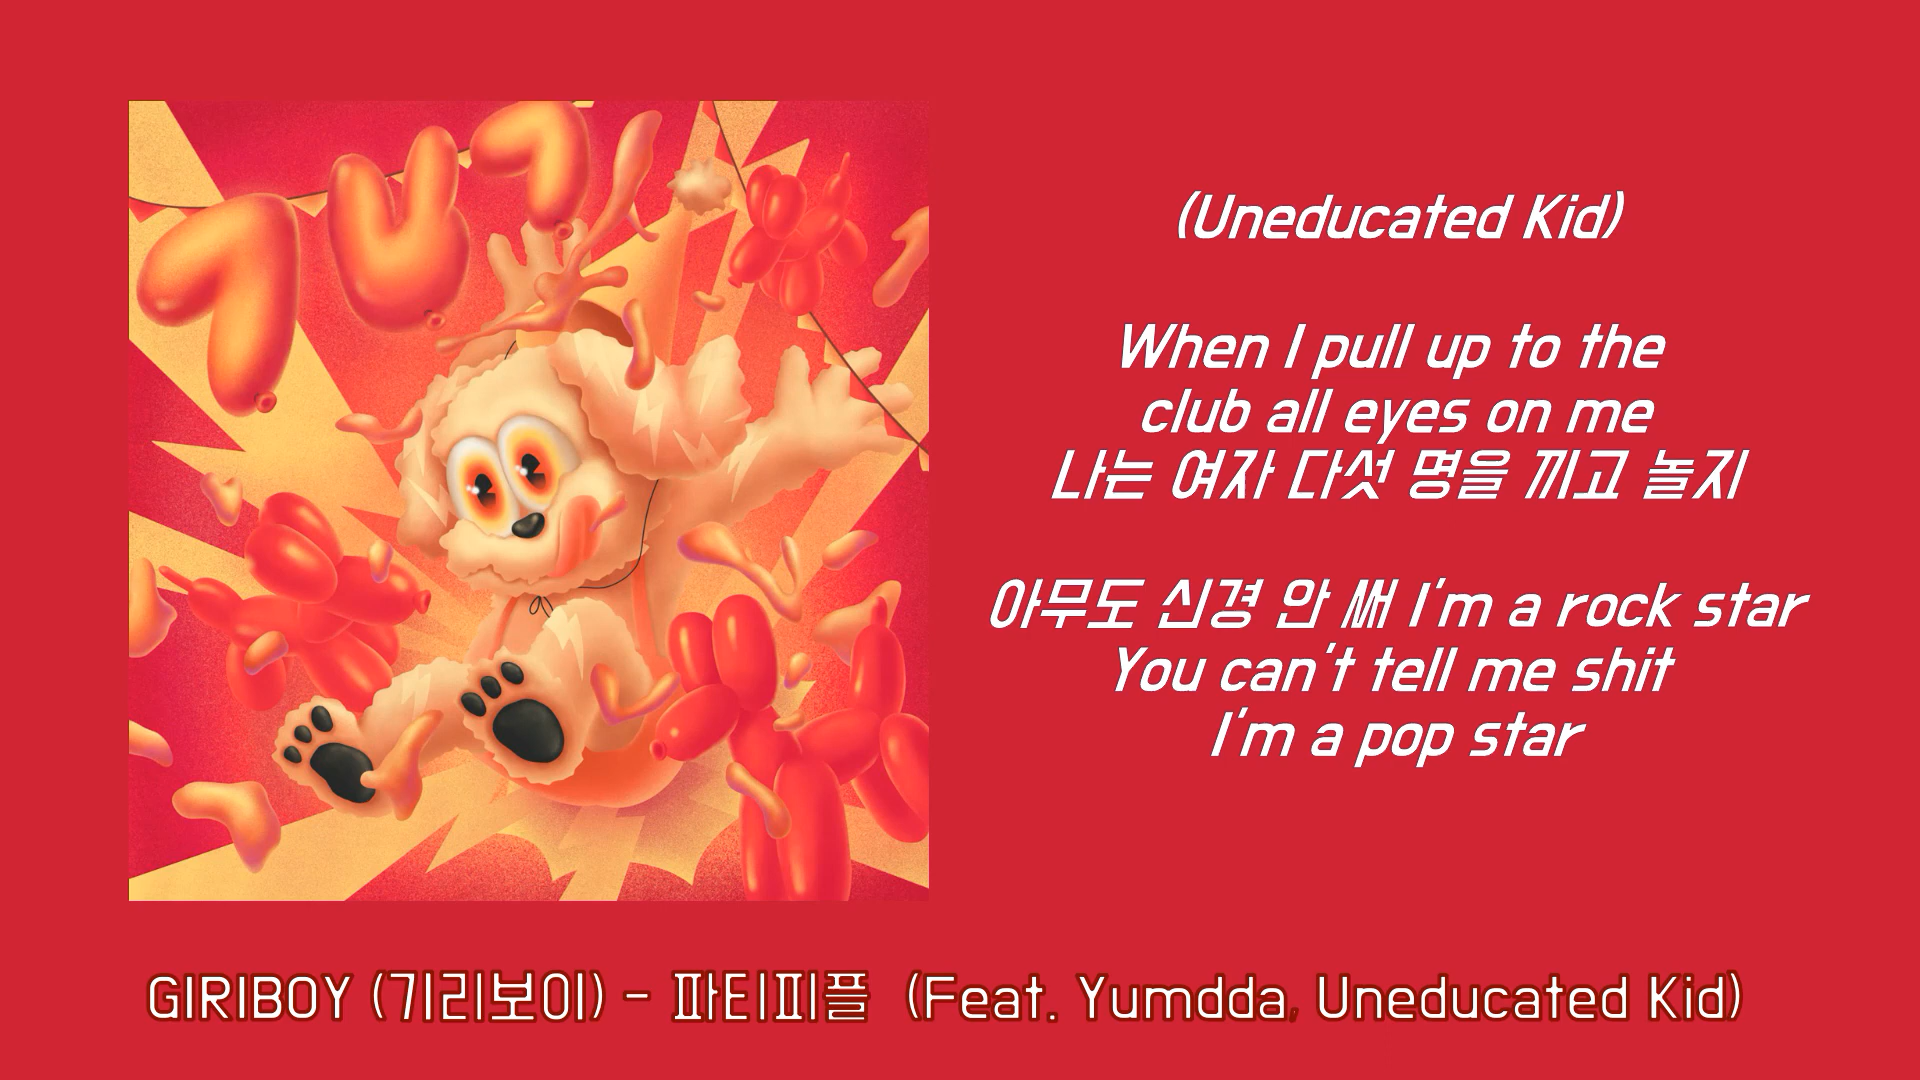 ㄱㅂㄱ
(Uneducated Kid)
When I pull up to the
club all eyes on me
나는 여자 다섯 명을 끼고 놀지
아무도 신경 안 써 I'm a rock star
You can't tell me shit
I'm a pop star
GIRIBOY (기리보이) - 파티피플 (Feat. Yumdda, Uneducated Kid)